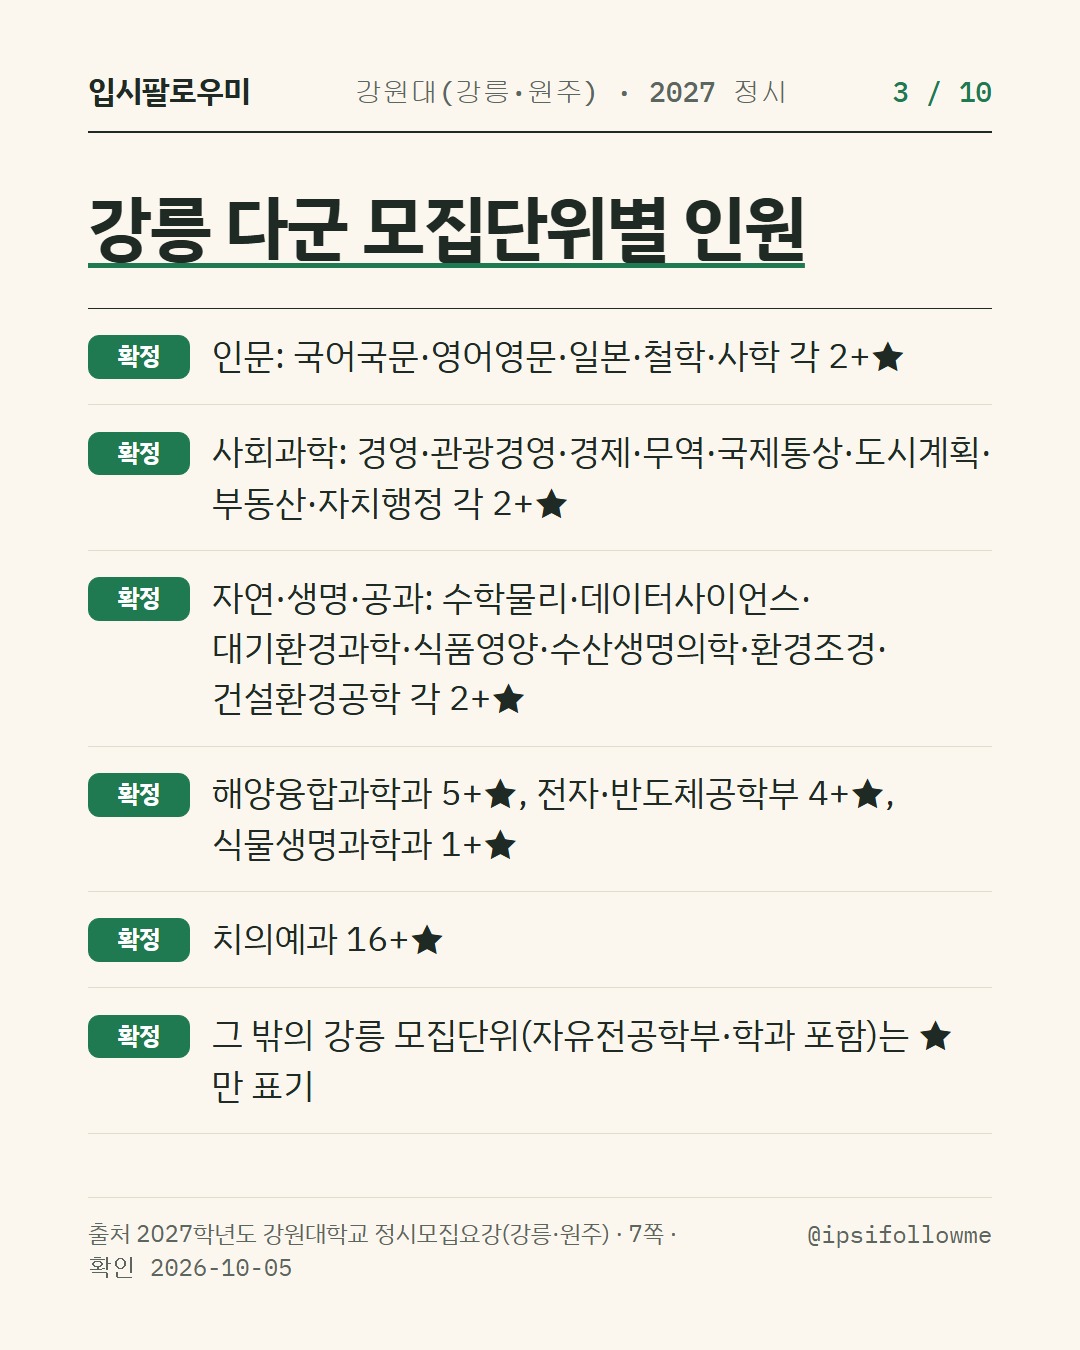 입시팔로우미 강원대(강릉·원주) · 2027 정시 3 / 10
강릉 다군 모집단위별 인원
확정 인문: 국어국문·영어영문·일본·철학·사학 각 2+★
확정 사회과학: 경영·관광경영·경제·무역·국제통상·도시계획·
부동산·자치행정 각 2+★
확정 자연·생명·공과: 수학물리·데이터사이언스·
대기환경과학·식품영양·수산생명의학·환경조경·
건설환경공학 각 2+★
확정 해양융합과학과 5+★, 전자·반도체공학부 4+★,
식물생명과학과 1+★
확정 치의예과 16+★
확정 그 밖의 강릉 모집단위(자유전공학부·학과 포함)는 ★
만 표기
출처 2027학년도 강원대학교 정시모집요강(강릉·원주) · 7쪽 · @ipsifollowme
확인 2026-10-05